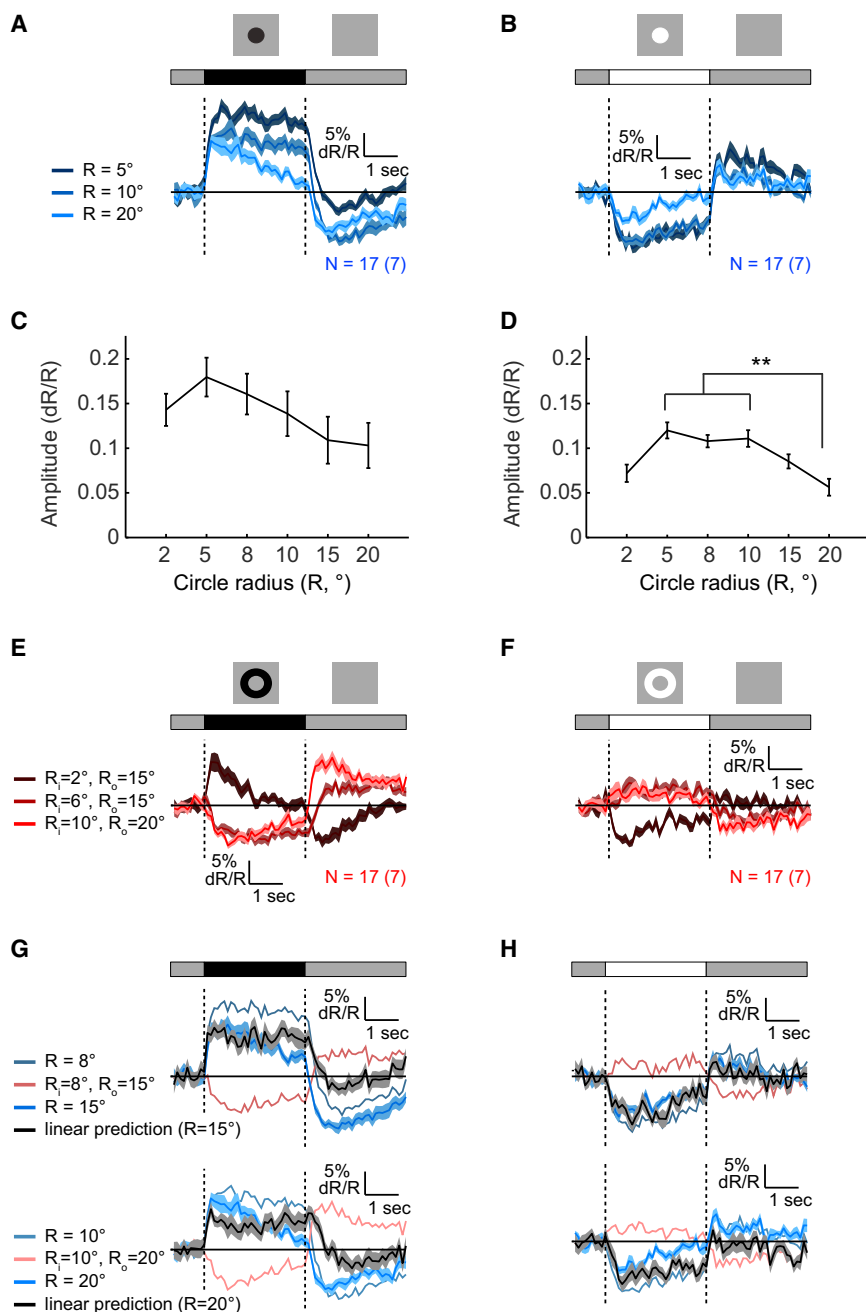 A
B
5%
dR/R
1 sec
5%
dR/R
1 sec
R = 5°
R = 10°
R = 20°
N = 17 (7)
N = 17 (7)
C
D
Amplitude (dR/R)
0.2
0.15
0.1
0.05
0
2 5 8 10 15 20
Circle radius (R, °)
Amplitude (dR/R)
0.2
0.15
0.1
0.05
0
**
2 5 8 10 15 20
Circle radius (R, °)
E
F
Ri=2°, Ro=15°
Ri=6°, Ro=15°
Ri=10°, Ro=20°
5%
dR/R
1 sec
N = 17 (7)
5%
dR/R
1 sec
N = 17 (7)
G
H
5%
dR/R
1 sec
5%
dR/R
1 sec
R = 8°
Ri=8°, Ro=15°
R = 15°
linear prediction (R=15°)
5%
dR/R
1 sec
5%
dR/R
1 sec
R = 10°
Ri=10°, Ro=20°
R = 20°
linear prediction (R=20°)